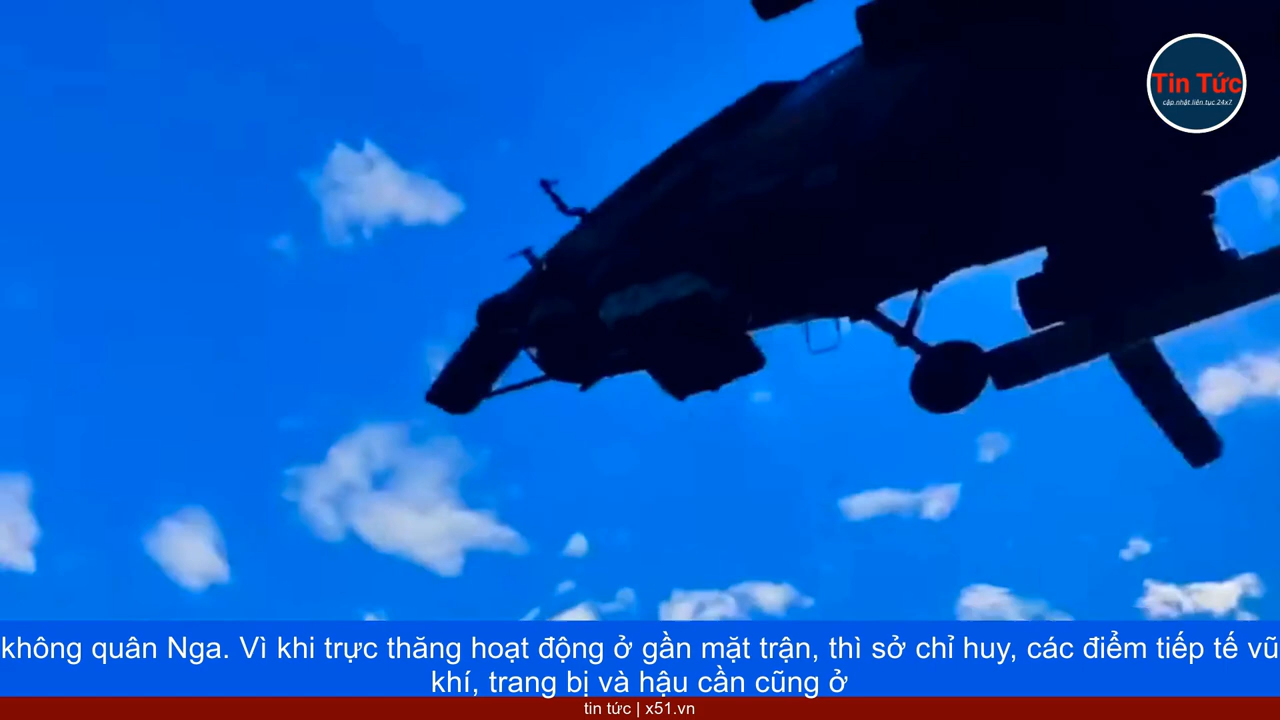 Tin Tức
cập nhật liên tục 24x7
không quân Nga. Vì khi trực thăng hoạt động ở gần mặt trận, thì sở chỉ huy, các điểm tiếp tế vũ
khí, trang bị và hậu cần cũng ở
tin tức | x51.vn